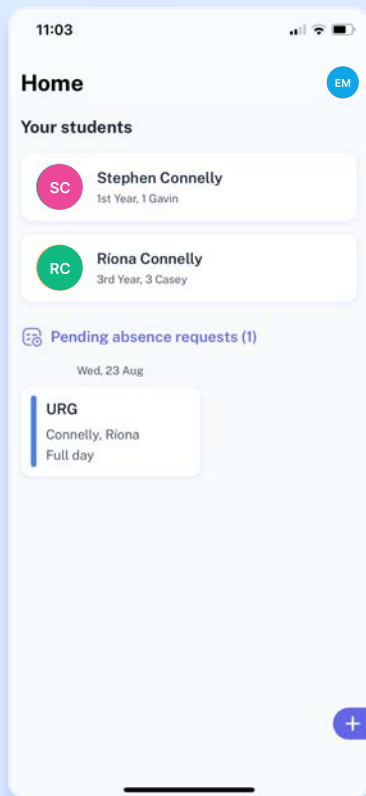 11:03
Home
EM
Your students
SC
Stephen Connelly
1st Year, 1 Gavin
RC
Ríona Connelly
3rd Year, 3 Casey
Pending absence requests (1)
Wed, 23 Aug
URG
Connelly, Ríona
Full day
+